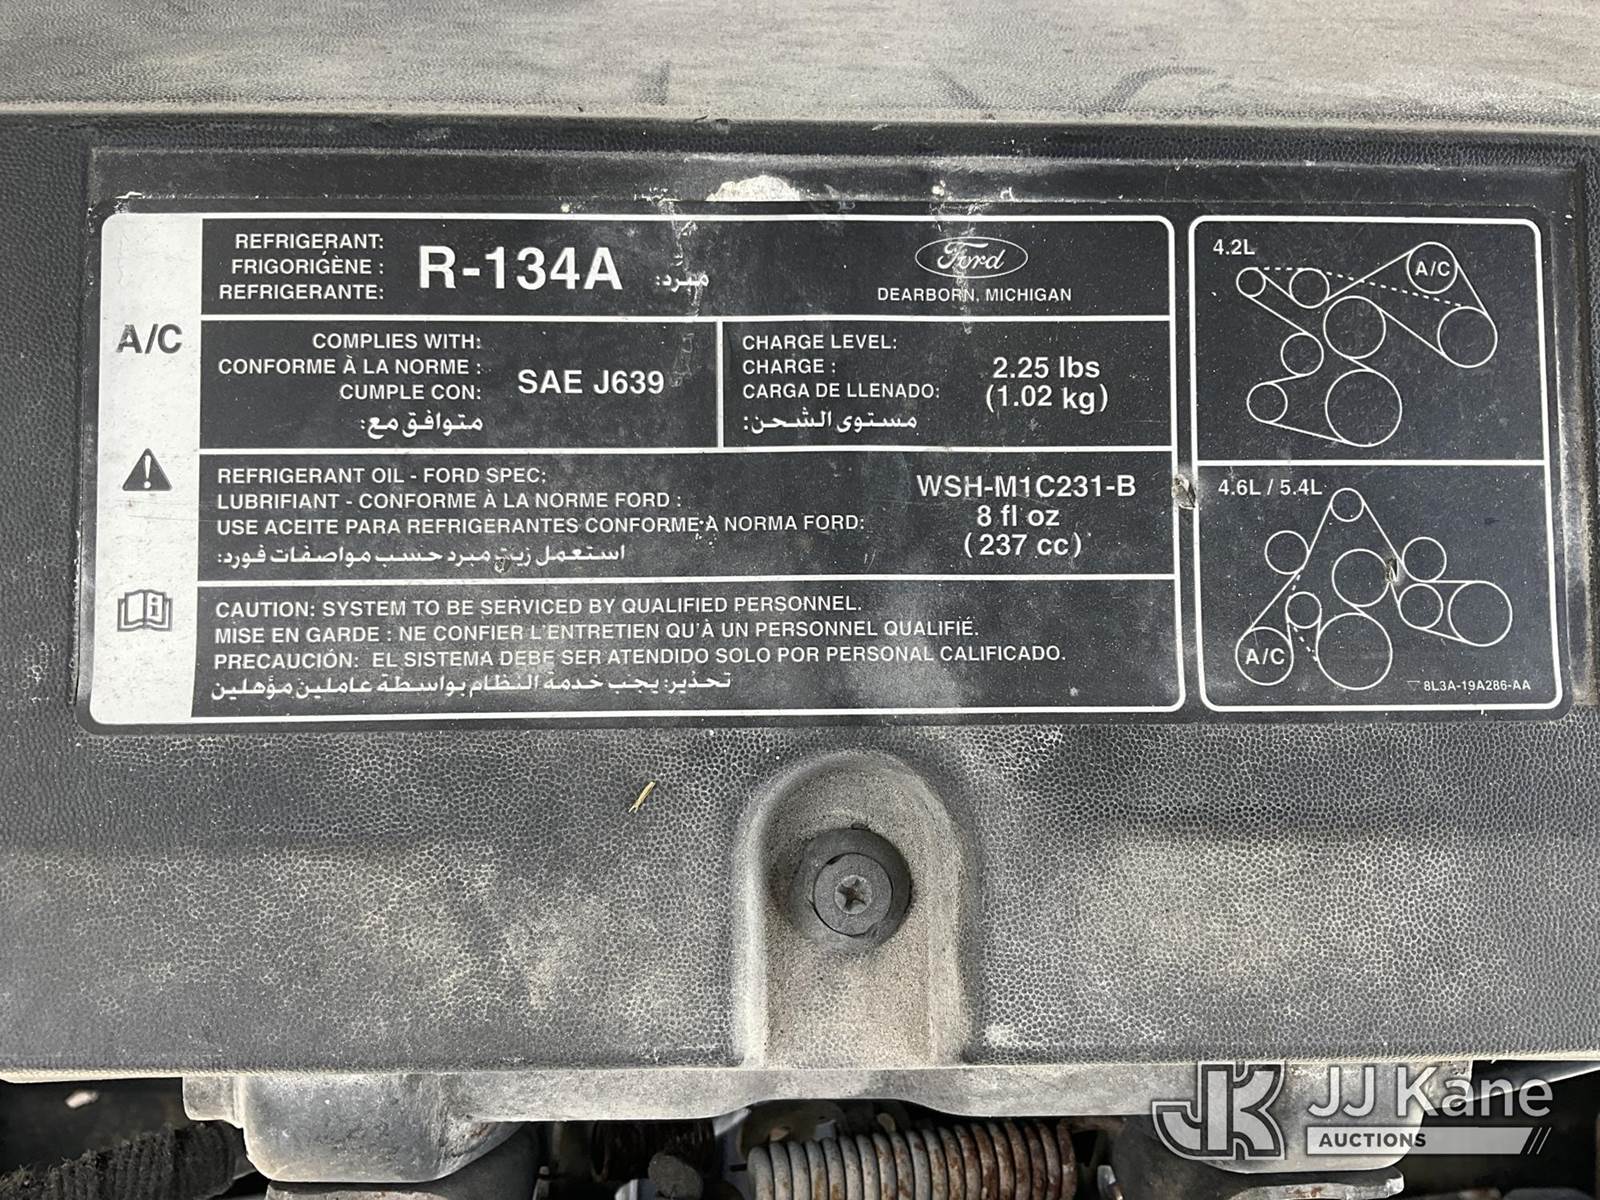 A/C
REFRIGERANT:
FRIGORIGÈNE :
REFRIGERANTE:
R-134A
مبرد:
Ford
DEARBORN, MICHIGAN
COMPLIES WITH:
CONFORME À LA NORME :
CUMPLE CON:
متوافق مع:
SAE J639
CHARGE LEVEL:
CHARGE :
CARGA DE LLENADO:
مستوى الشحن:
2.25 lbs
(1.02 kg)
REFRIGERANT OIL - FORD SPEC:
LUBRIFIANT - CONFORME À LA NORME FORD :
USE ACEITE PARA REFRIGERANTES CONFORME A NORMA FORD:
استعمل زيت مبرد حسب مواصفات فورد:
WSH-M1C231-B
8 fl oz
(237 cc)
CAUTION: SYSTEM TO BE SERVICED BY QUALIFIED PERSONNEL.
MISE EN GARDE : NE CONFIER L'ENTRETIEN QU'À UN PERSONNEL QUALIFIÉ.
PRECAUCIÓN: EL SISTEMA DEBE SER ATENDIDO SOLO POR PERSONAL CALIFICADO.
تحذير: يجب خدمة النظام بواسطة عاملين مؤهلين
4.2L
A/C
4.6L / 5.4L
A/C
8L3A-19A286-AA
JK JJ Kane
AUCTIONS